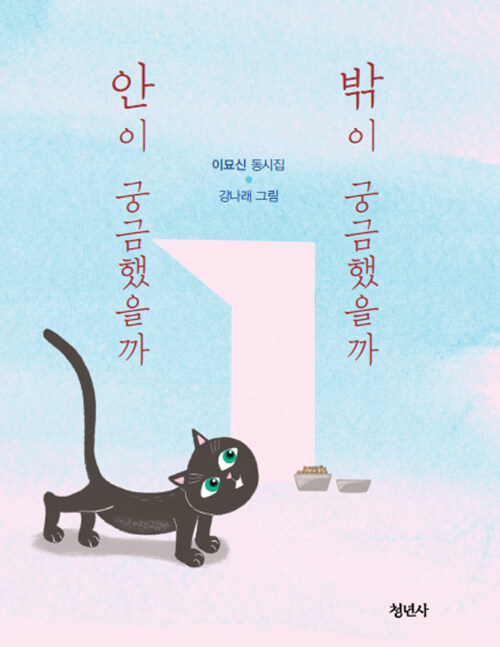 안이 궁금했을까
밖이 궁금했을까
이묘신 동시집
강나래 그림
청년사